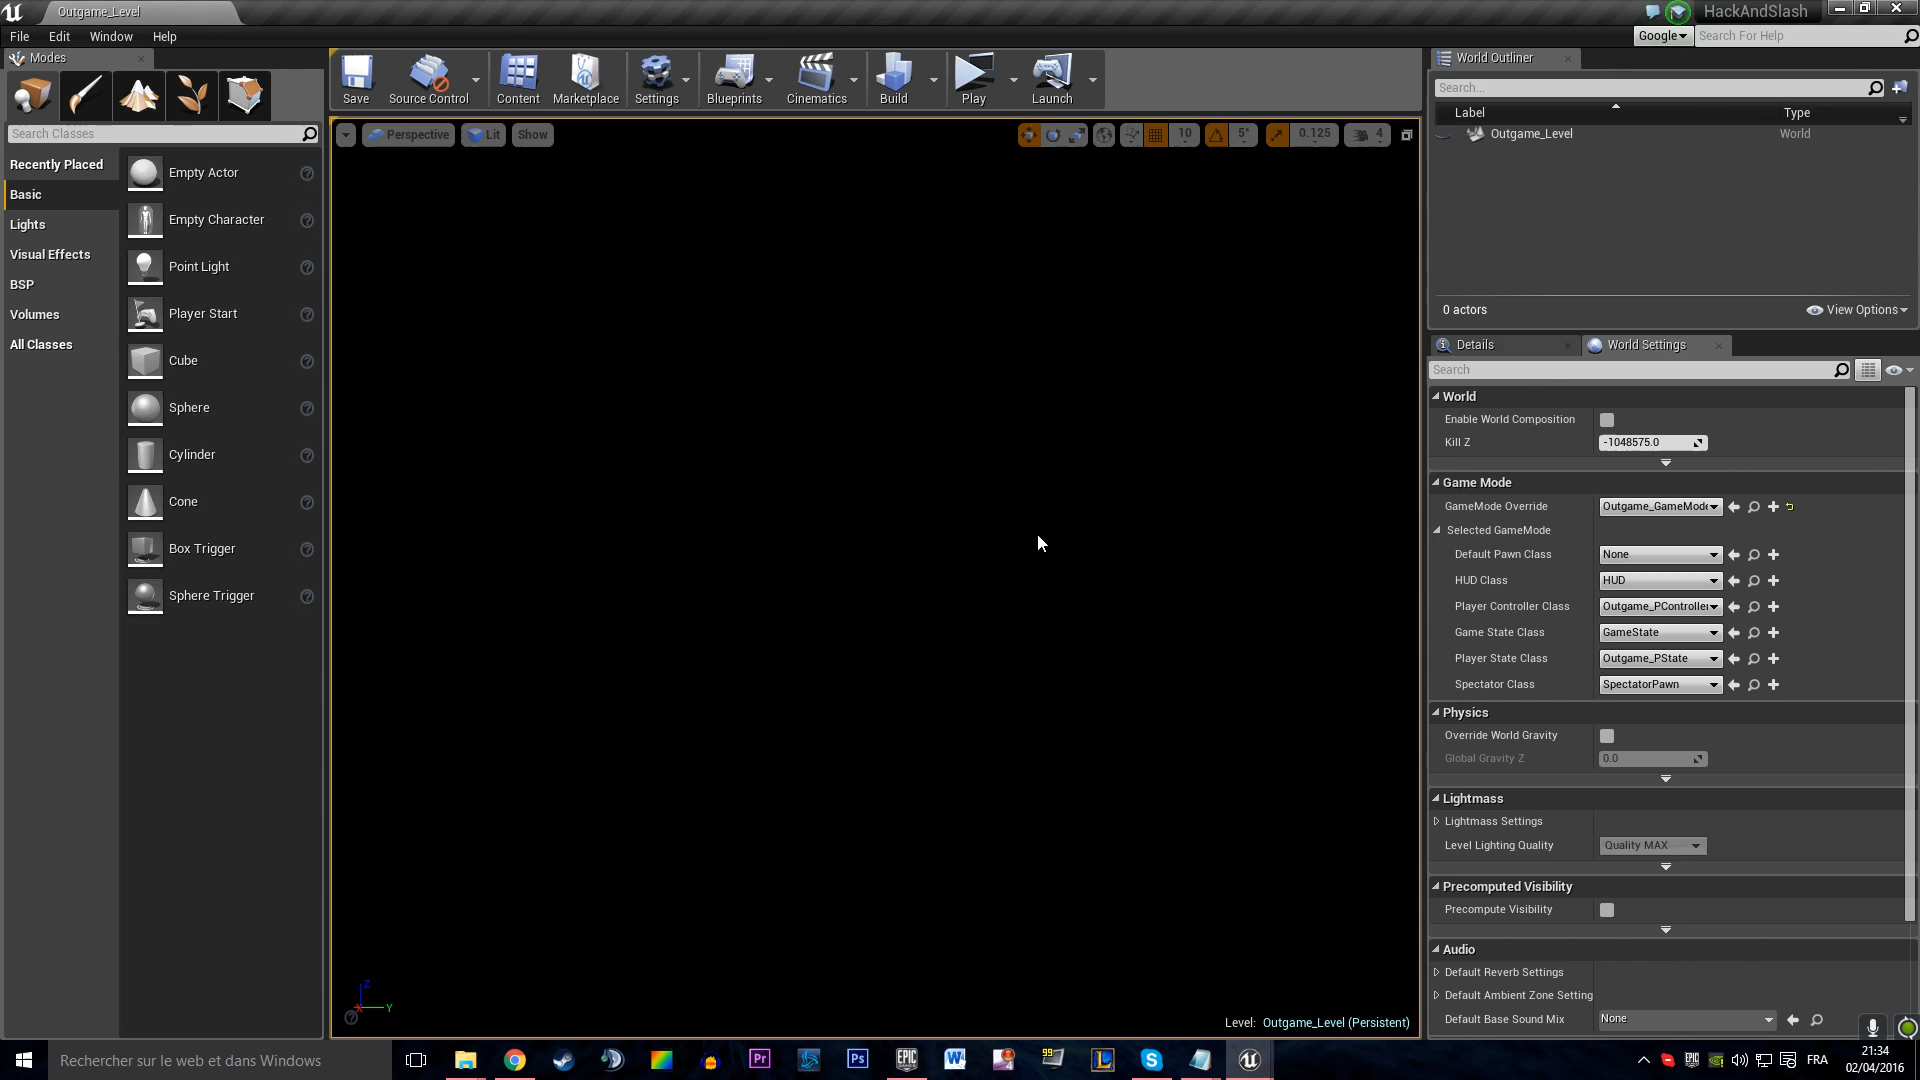 Outgame_Level
HackAndSlash
File Edit Window Help
Google
Search For Help
Modes
Search Classes
Recently Placed
Basic
Lights
Visual Effects
BSP
Volumes
All Classes
Empty Actor
Empty Character
Point Light
Player Start
Cube
Sphere
Cylinder
Cone
Box Trigger
Sphere Trigger
Save
Source Control
Content
Marketplace
Settings
Blueprints
Cinematics
Build
Play
Launch
Perspective
Lit
Show
10
5°
0.125
4
Z
X
Y
Level: Outgame_Level (Persistent)
World Outliner
Search...
Label Type
Outgame_Level World
0 actors
View Options
Details
World Settings
Search
World
Enable World Composition
Kill Z -1048575.0
Game Mode
GameMode Override Outgame_GameMode
Selected GameMode
Default Pawn Class None
HUD Class HUD
Player Controller Class Outgame_PController
Game State Class GameState
Player State Class Outgame_PState
Spectator Class SpectatorPawn
Physics
Override World Gravity
Global Gravity Z 0.0
Lightmass
Lightmass Settings
Level Lighting Quality Quality MAX
Precomputed Visibility
Precompute Visibility
Audio
Default Reverb Settings
Default Ambient Zone Setting
Default Base Sound Mix None
Rechercher sur le web et dans Windows
Pr
Ps
EPIC
GAMES
W
99
L
S
FRA
21:34
02/04/2016